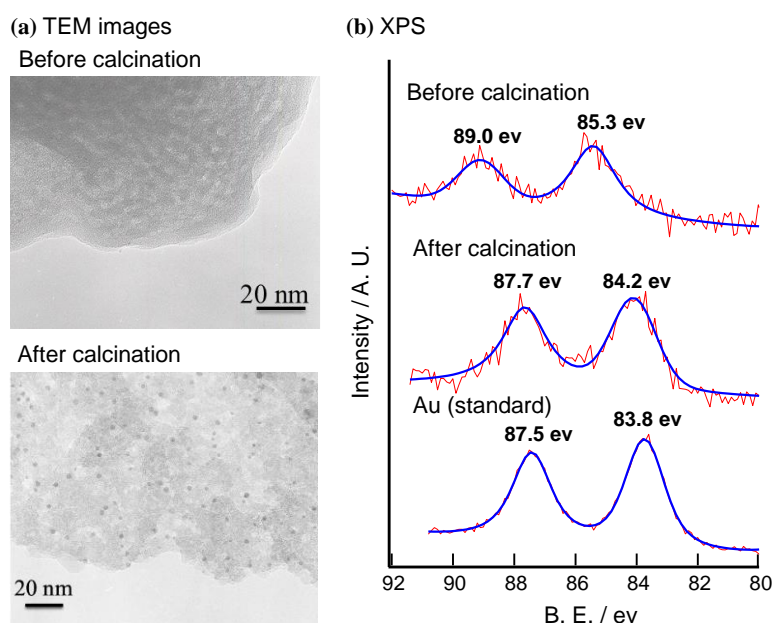 (a) TEM images
Before calcination
20 nm
After calcination
20 nm
(b) XPS
Before calcination
89.0 ev
85.3 ev
After calcination
87.7 ev
84.2 ev
Au (standard)
87.5 ev
83.8 ev
Intensity / A. U.
92 90 88 86 84 82 80
B. E. / ev